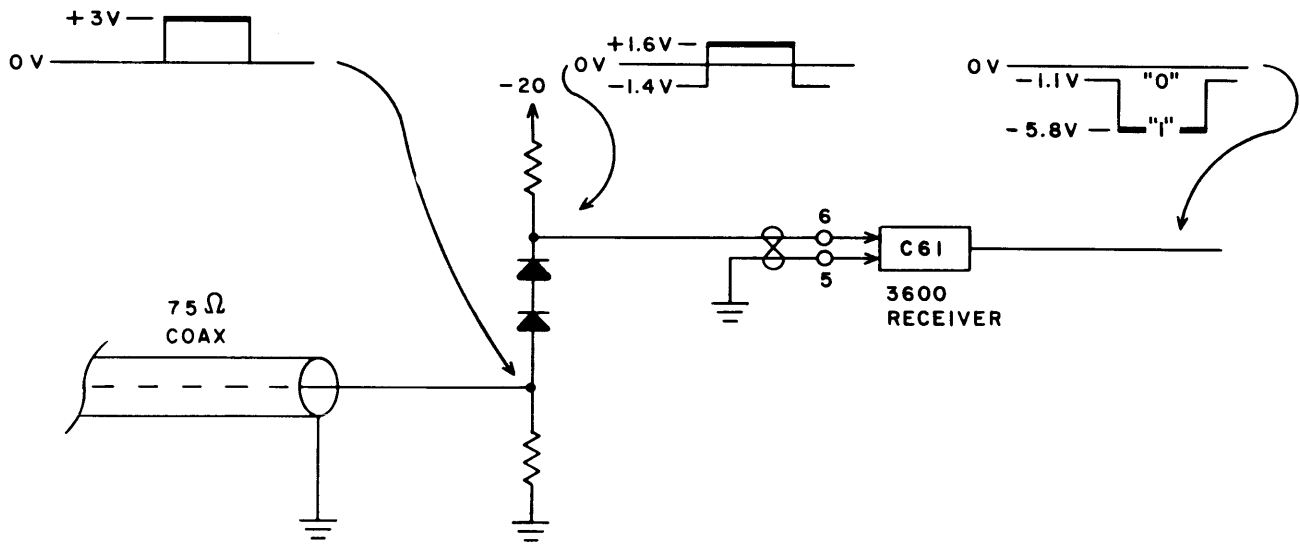 +3V
0V
+1.6V
0V
-1.4V
-20
0V
-1.1V
"0"
-5.8V
"1"
6
5
C61
3600
RECEIVER
75Ω
COAX